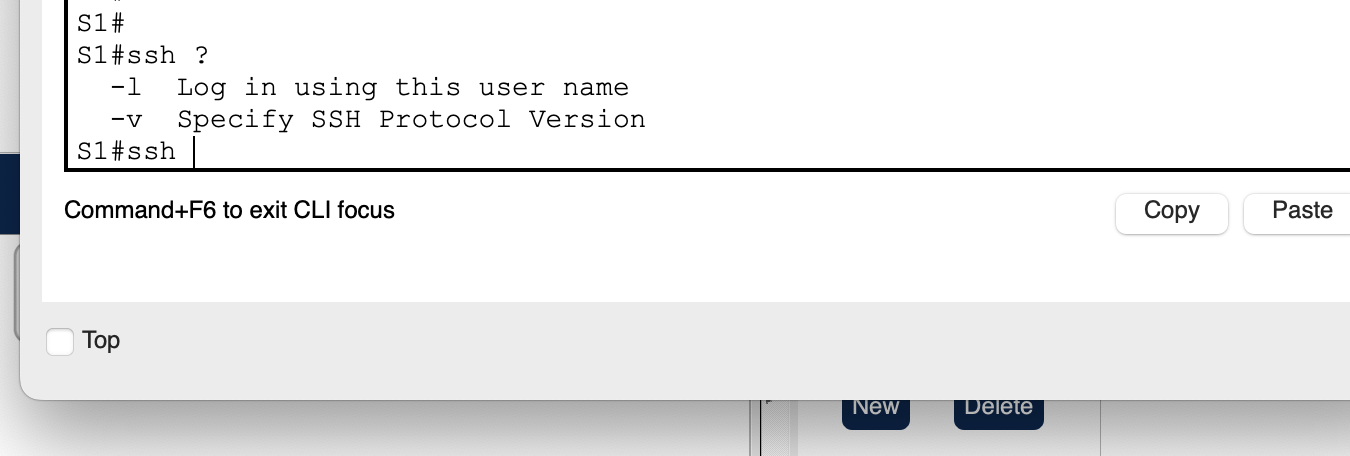 S1#
S1#ssh ?
-l Log in using this user name
-v Specify SSH Protocol Version
S1#ssh
Command+F6 to exit CLI focus
Copy
Paste
Top
New
Delete